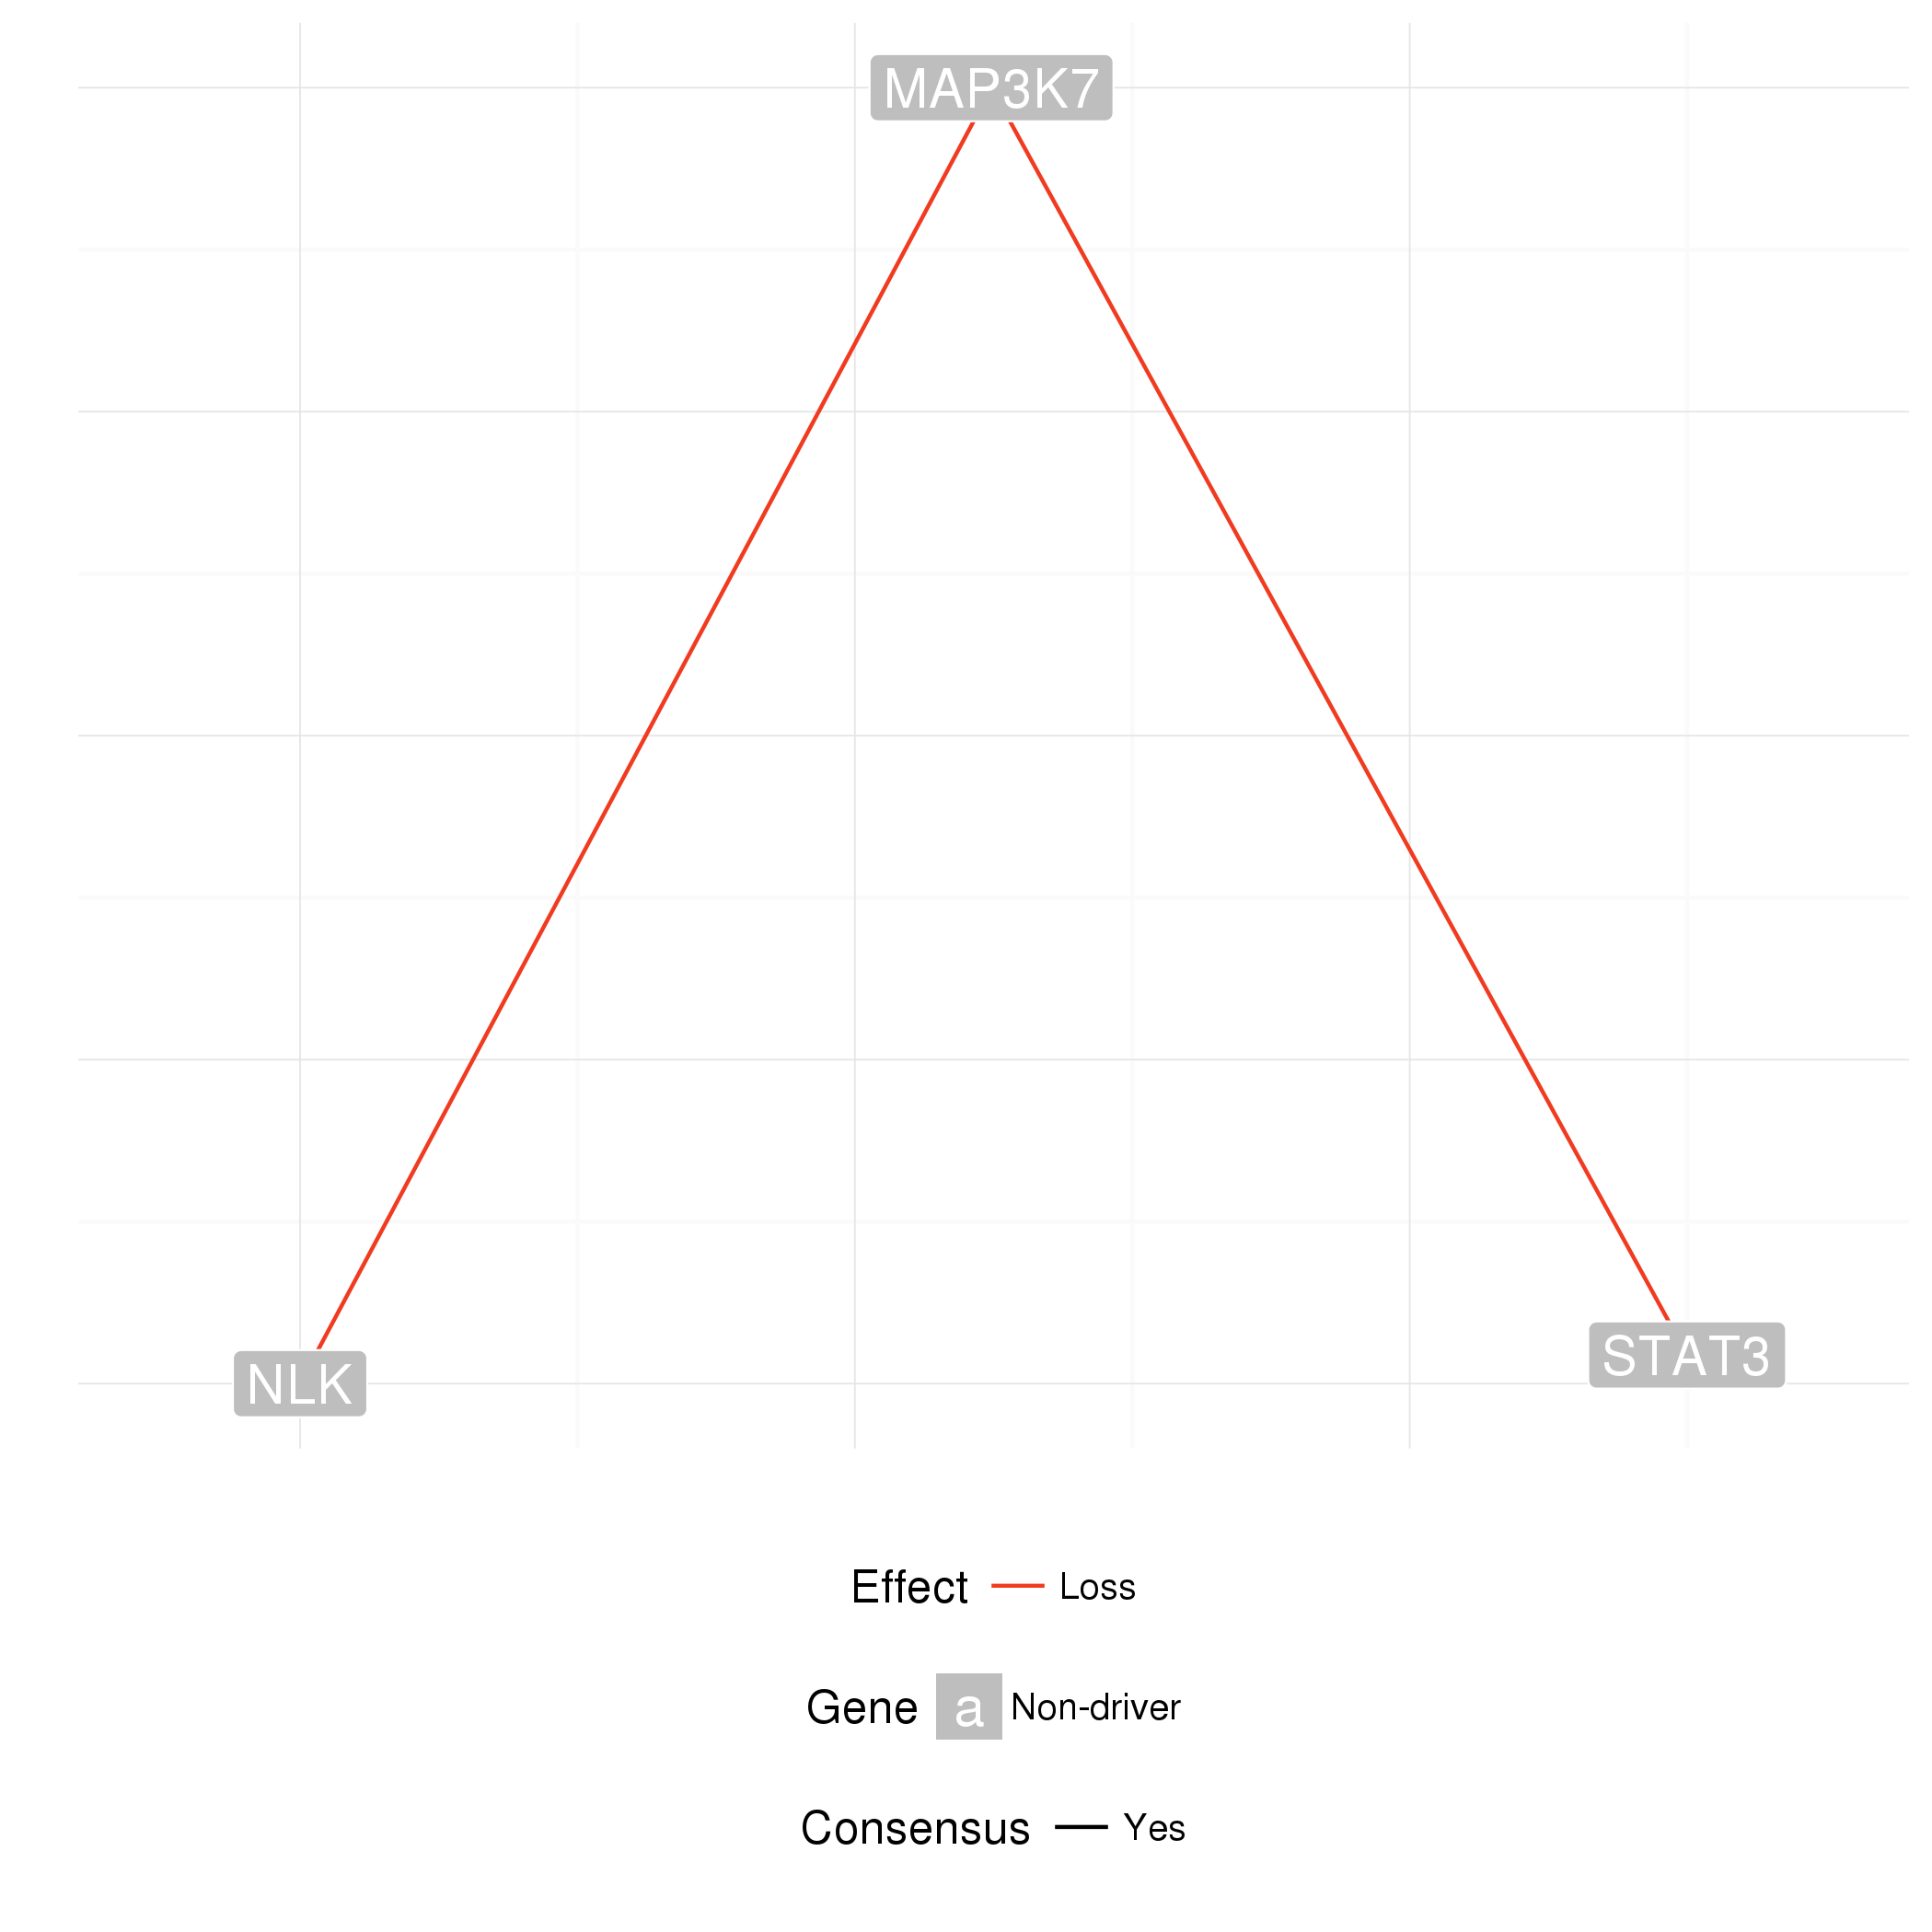 MAP3K7
NLK
STAT3
Effect Loss
Gene a Non-driver
Consensus Yes